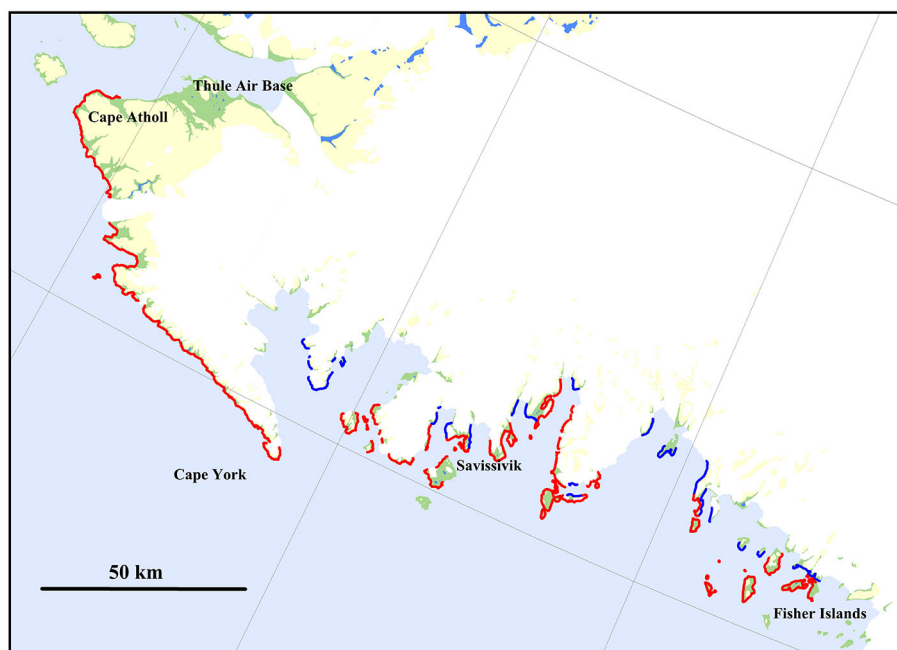 Thule Air Base
Cape Atholl
Savissivik
Cape York
50 km
Fisher Islands